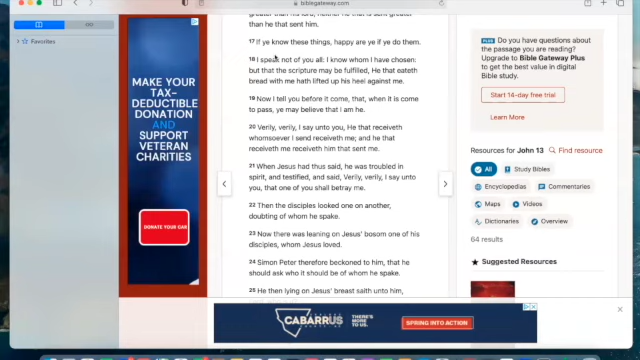 biblegateway.com
Favorites
greater than his lord; neither he that is sent greater
than he that sent him.
17 If ye know these things, happy are ye if ye do them.
18 I speak not of you all: I know whom I have chosen:
but that the scripture may be fulfilled, He that eateth
bread with me hath lifted up his heel against me.
19 Now I tell you before it come, that, when it is come
to pass, ye may believe that I am he.
20 Verily, verily, I say unto you, He that receiveth
whomsoever I send receiveth me; and he that
receiveth me receiveth him that sent me.
21 When Jesus had thus said, he was troubled in
spirit, and testified, and said, Verily, verily, I say unto
you, that one of you shall betray me.
22 Then the disciples looked one on another,
doubting of whom he spake.
23 Now there was leaning on Jesus' bosom one of his
disciples, whom Jesus loved.
24 Simon Peter therefore beckoned to him, that he
should ask who it should be of whom he spake.
25 He then lying on Jesus' breast saith unto him,
MAKE YOUR
TAX-
DEDUCTIBLE
DONATION
AND
SUPPORT
VETERAN
CHARITIES
DONATE YOUR CAR
PLUS Do you have questions about
the passage you are reading?
Upgrade to Bible Gateway Plus
to get the best value in digital
Bible study.
Start 14-day free trial
Learn More
Resources for John 13
Find resource
All
Study Bibles
Encyclopedias
Commentaries
Maps
Videos
Dictionaries
Overview
64 results
Suggested Resources
CABARRUS
THERE'S
MORE
TO US.
SPRING INTO ACTION